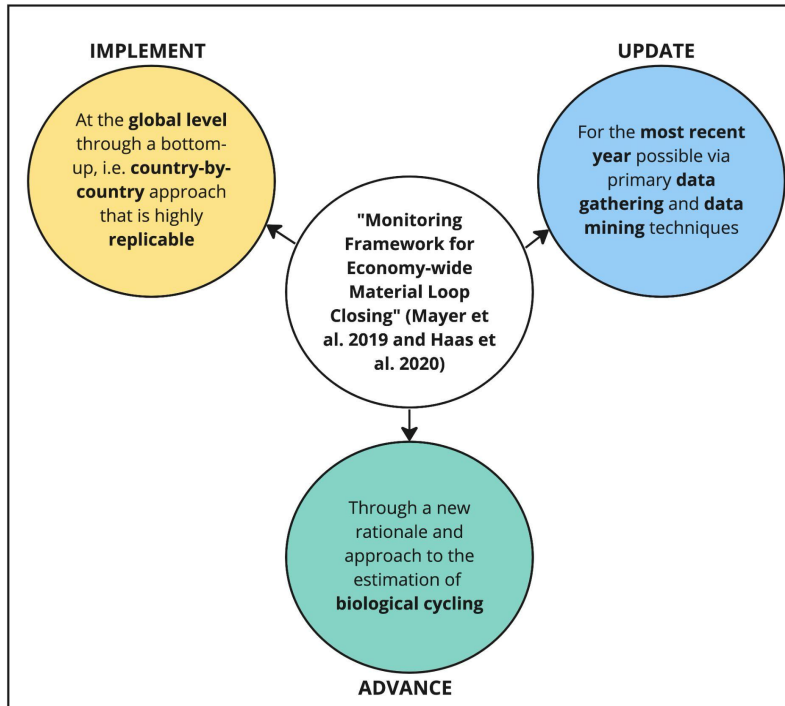 IMPLEMENT
At the global level
through a bottom-
up, i.e. country-by-
country approach
that is highly
replicable
UPDATE
For the most recent
year possible via
primary data
gathering and data
mining techniques
"Monitoring
Framework for
Economy-wide
Material Loop
Closing" (Mayer
et al. 2019 and Haas
et al. 2020)
Through a new
rationale and
approach to the
estimation of
biological cycling
ADVANCE